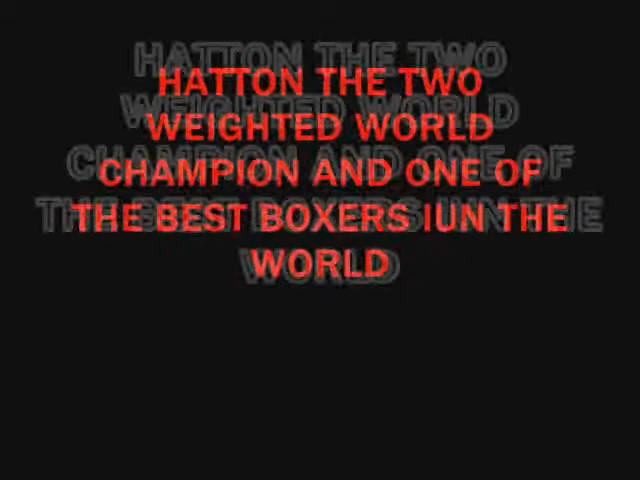 HATTON THE TWO
WEIGHTED WORLD
CHAMPION AND ONE OF
THE BEST BOXERS IUN THE
WORLD